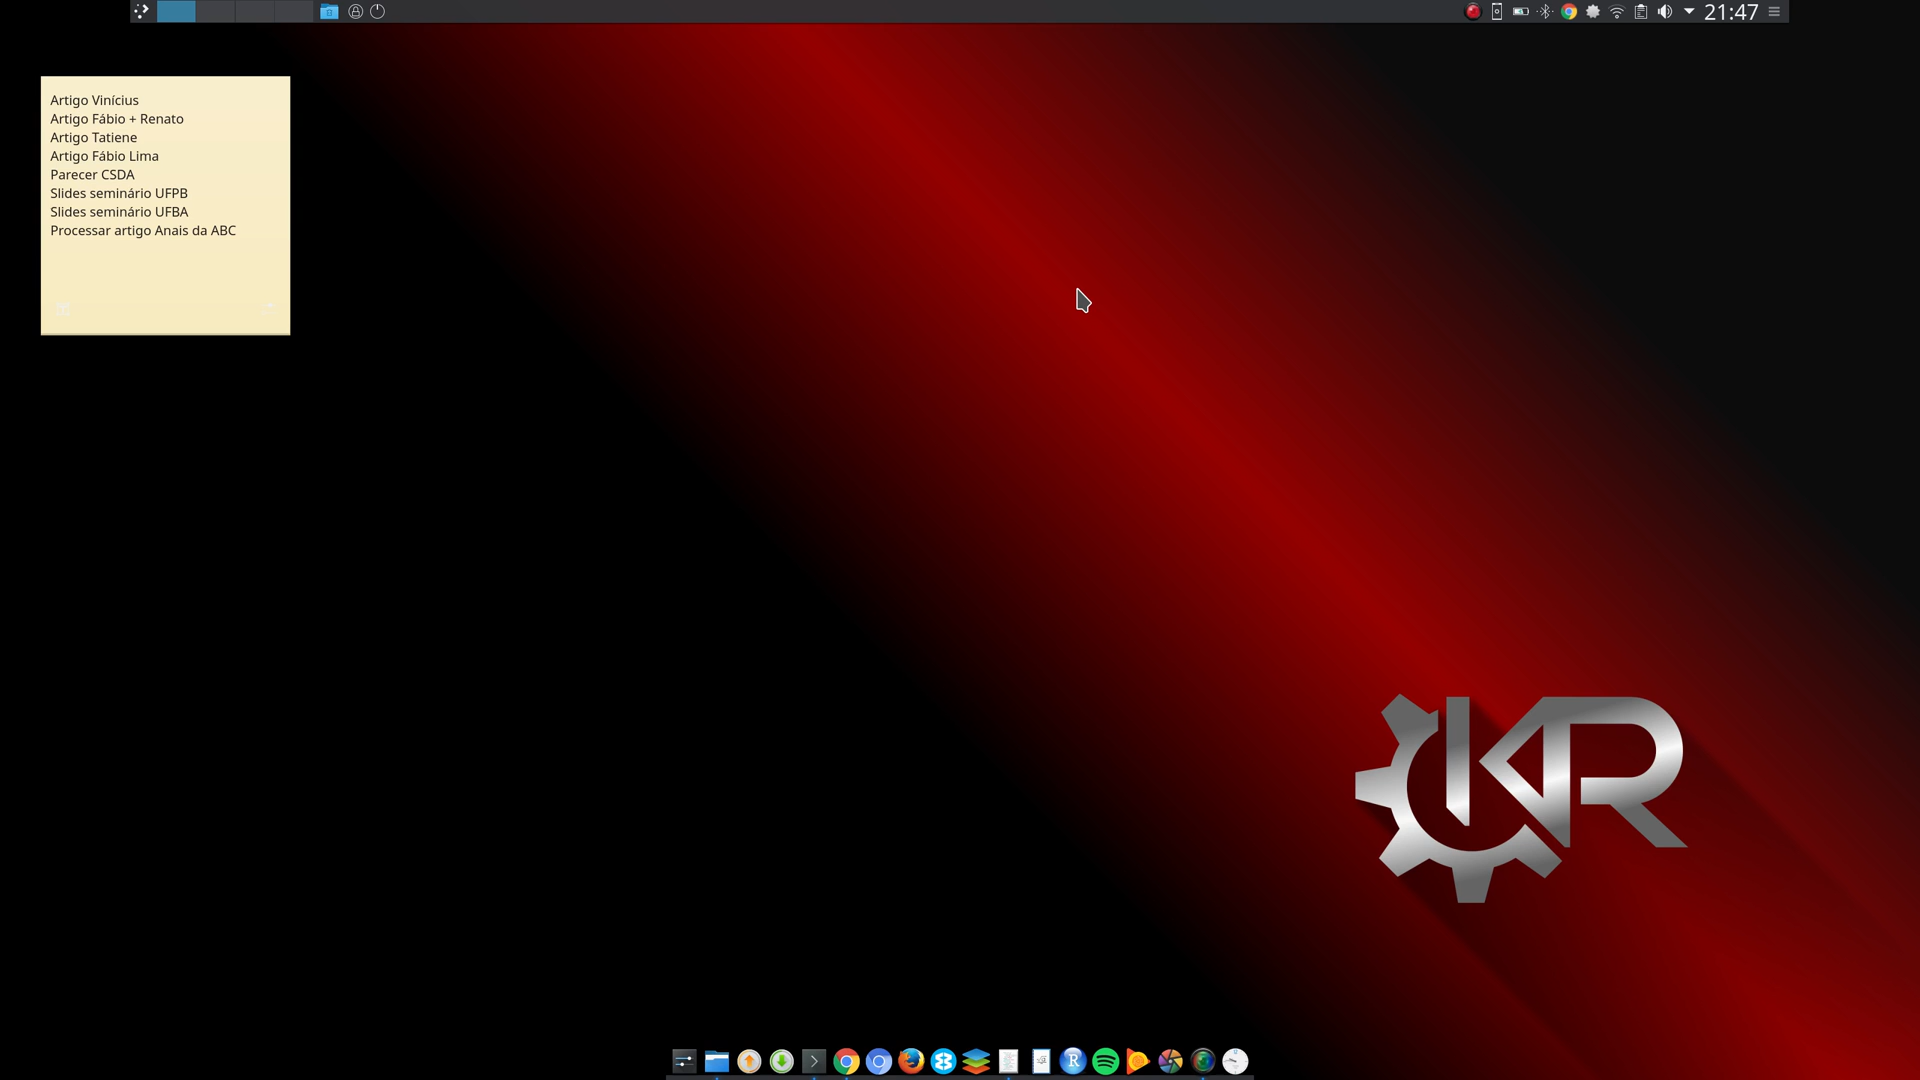 21:47
Artigo Vinícius
Artigo Fábio + Renato
Artigo Tatiene
Artigo Fábio Lima
Parecer CSDA
Slides seminário UFPB
Slides seminário UFBA
Processar artigo Anais da ABC
KR
R